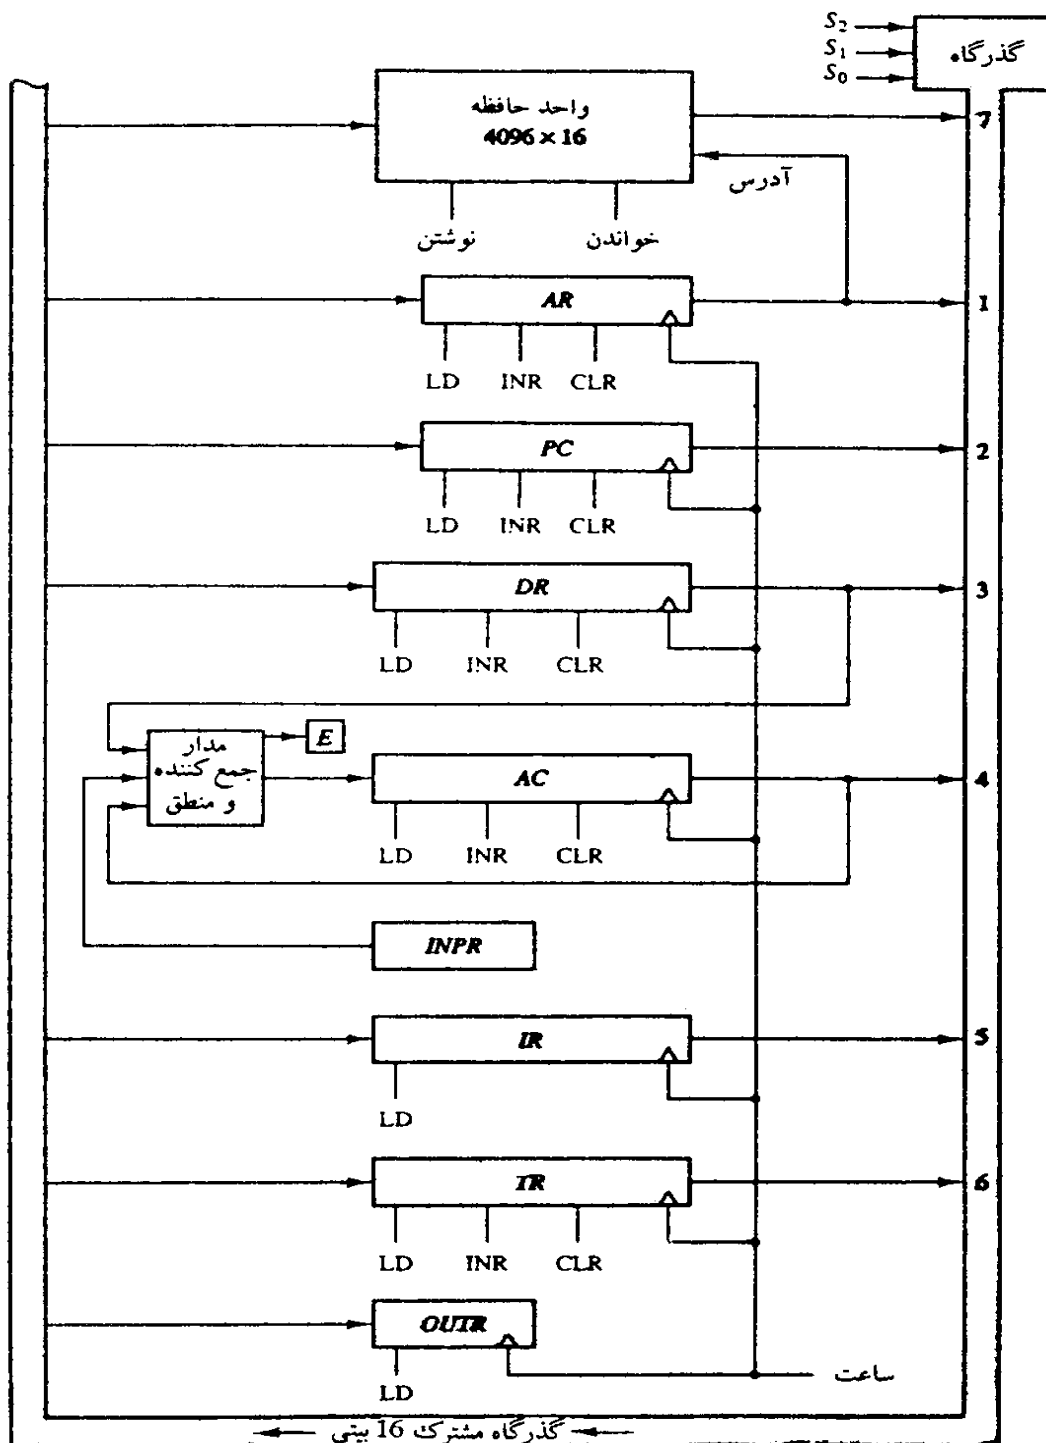 S₂
S₁
S₀
گذرگاه
واحد حافظه
4096 × 16
7
آدرس
نوشتن
خواندن
AR
1
LD INR CLR
PC
2
LD INR CLR
DR
3
LD INR CLR
E
مدار
جمع کننده
و منطق
AC
4
LD INR CLR
INPR
IR
5
LD
TR
6
LD INR CLR
OUTR
LD
ساعت
گذرگاه مشترك 16 بیتی